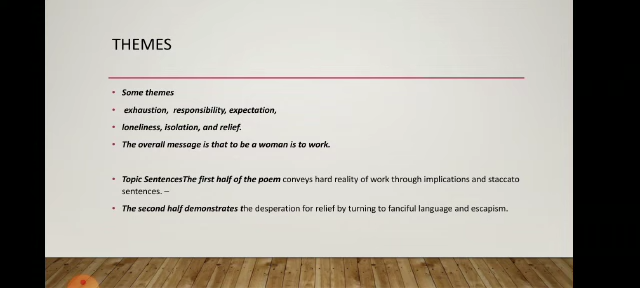 THEMES
Some themes
exhaustion, responsibility, expectation,
loneliness, isolation, and relief.
The overall message is that to be a woman is to work.
Topic SentencesThe first half of the poem conveys hard reality of work through implications and staccato
sentences. –
The second half demonstrates the desperation for relief by turning to fanciful language and escapism.